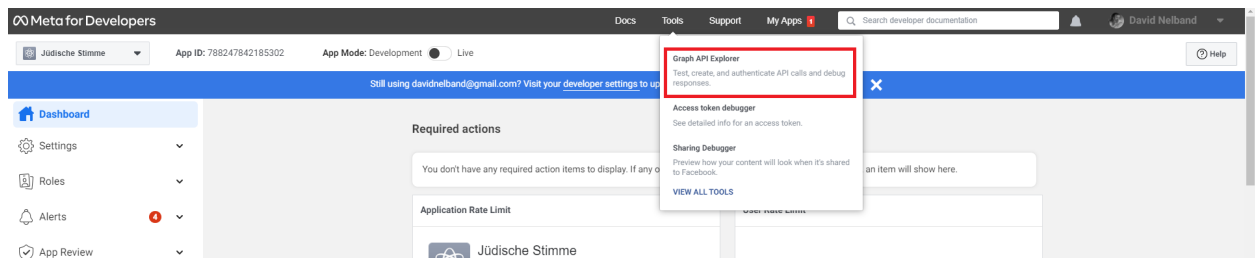 Meta for Developers
Docs Tools Support My Apps 1 Search developer documentation David Nelband
Jüdische Stimme App ID: 788247842185302 App Mode: Development Live Help
Still using davidnelband@gmail.com? Visit your developer settings to up
Graph API Explorer
Test, create, and authenticate API calls and debug
responses.
Access token debugger
See detailed info for an access token.
Sharing Debugger
Preview how your content will look when it's shared
to Facebook.
VIEW ALL TOOLS
Dashboard
Settings
Roles
Alerts 4
App Review
Required actions
You don't have any required action items to display. If any o an item will show here.
Application Rate Limit User Rate Limit
Jüdische Stimme